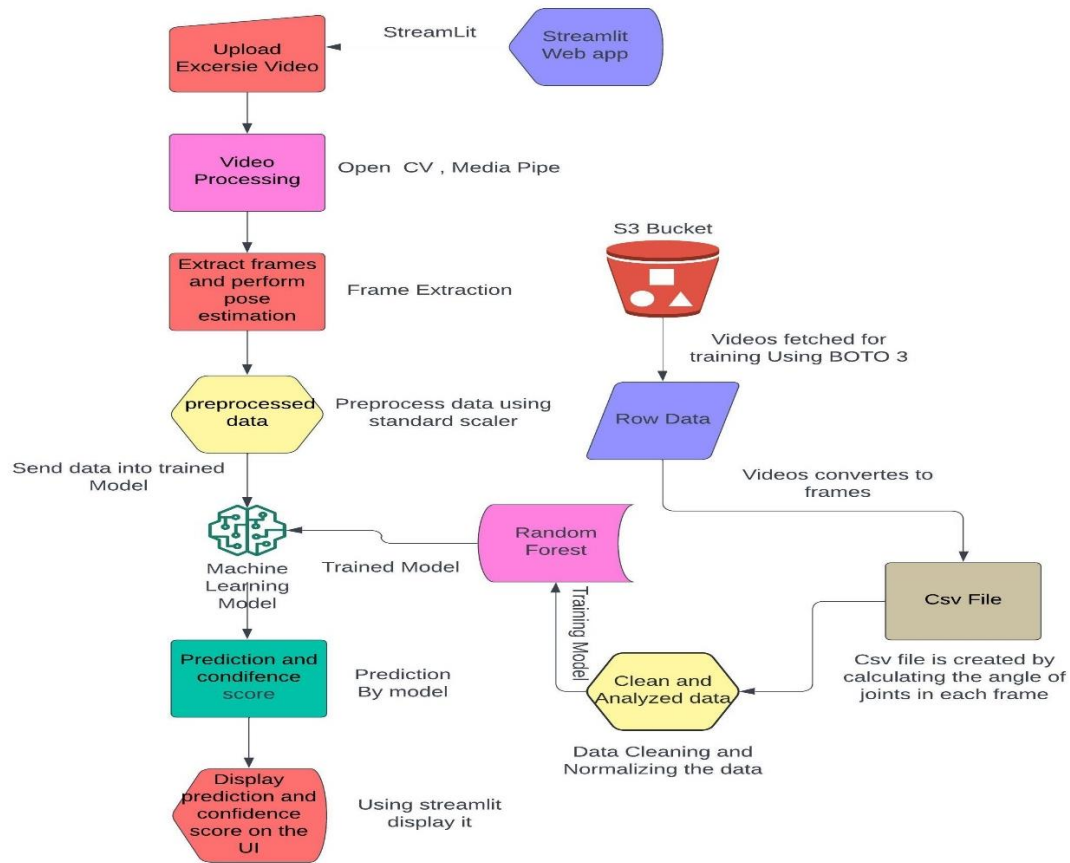 StreamLit
Streamlit
Web app
Upload
Excersie Video
Video
Processing
Open CV , Media Pipe
S3 Bucket
Extract frames
and perform
pose
estimation
Frame Extraction
Videos fetched for
training Using BOTO 3
preprocessed
data
Preprocess data using
standard scaler
Row Data
Send data into trained
Model
Videos convertes to
frames
Random
Forest
Machine
Learning
Model
Trained Model
Training Model
Csv File
Csv file is created by
calculating the angle of
joints in each frame
Prediction and
condifence
score
Prediction
By model
Clean and
Analyzed data
Data Cleaning and
Normalizing the data
Display
prediction and
confidence
score on the
UI
Using streamlit
display it